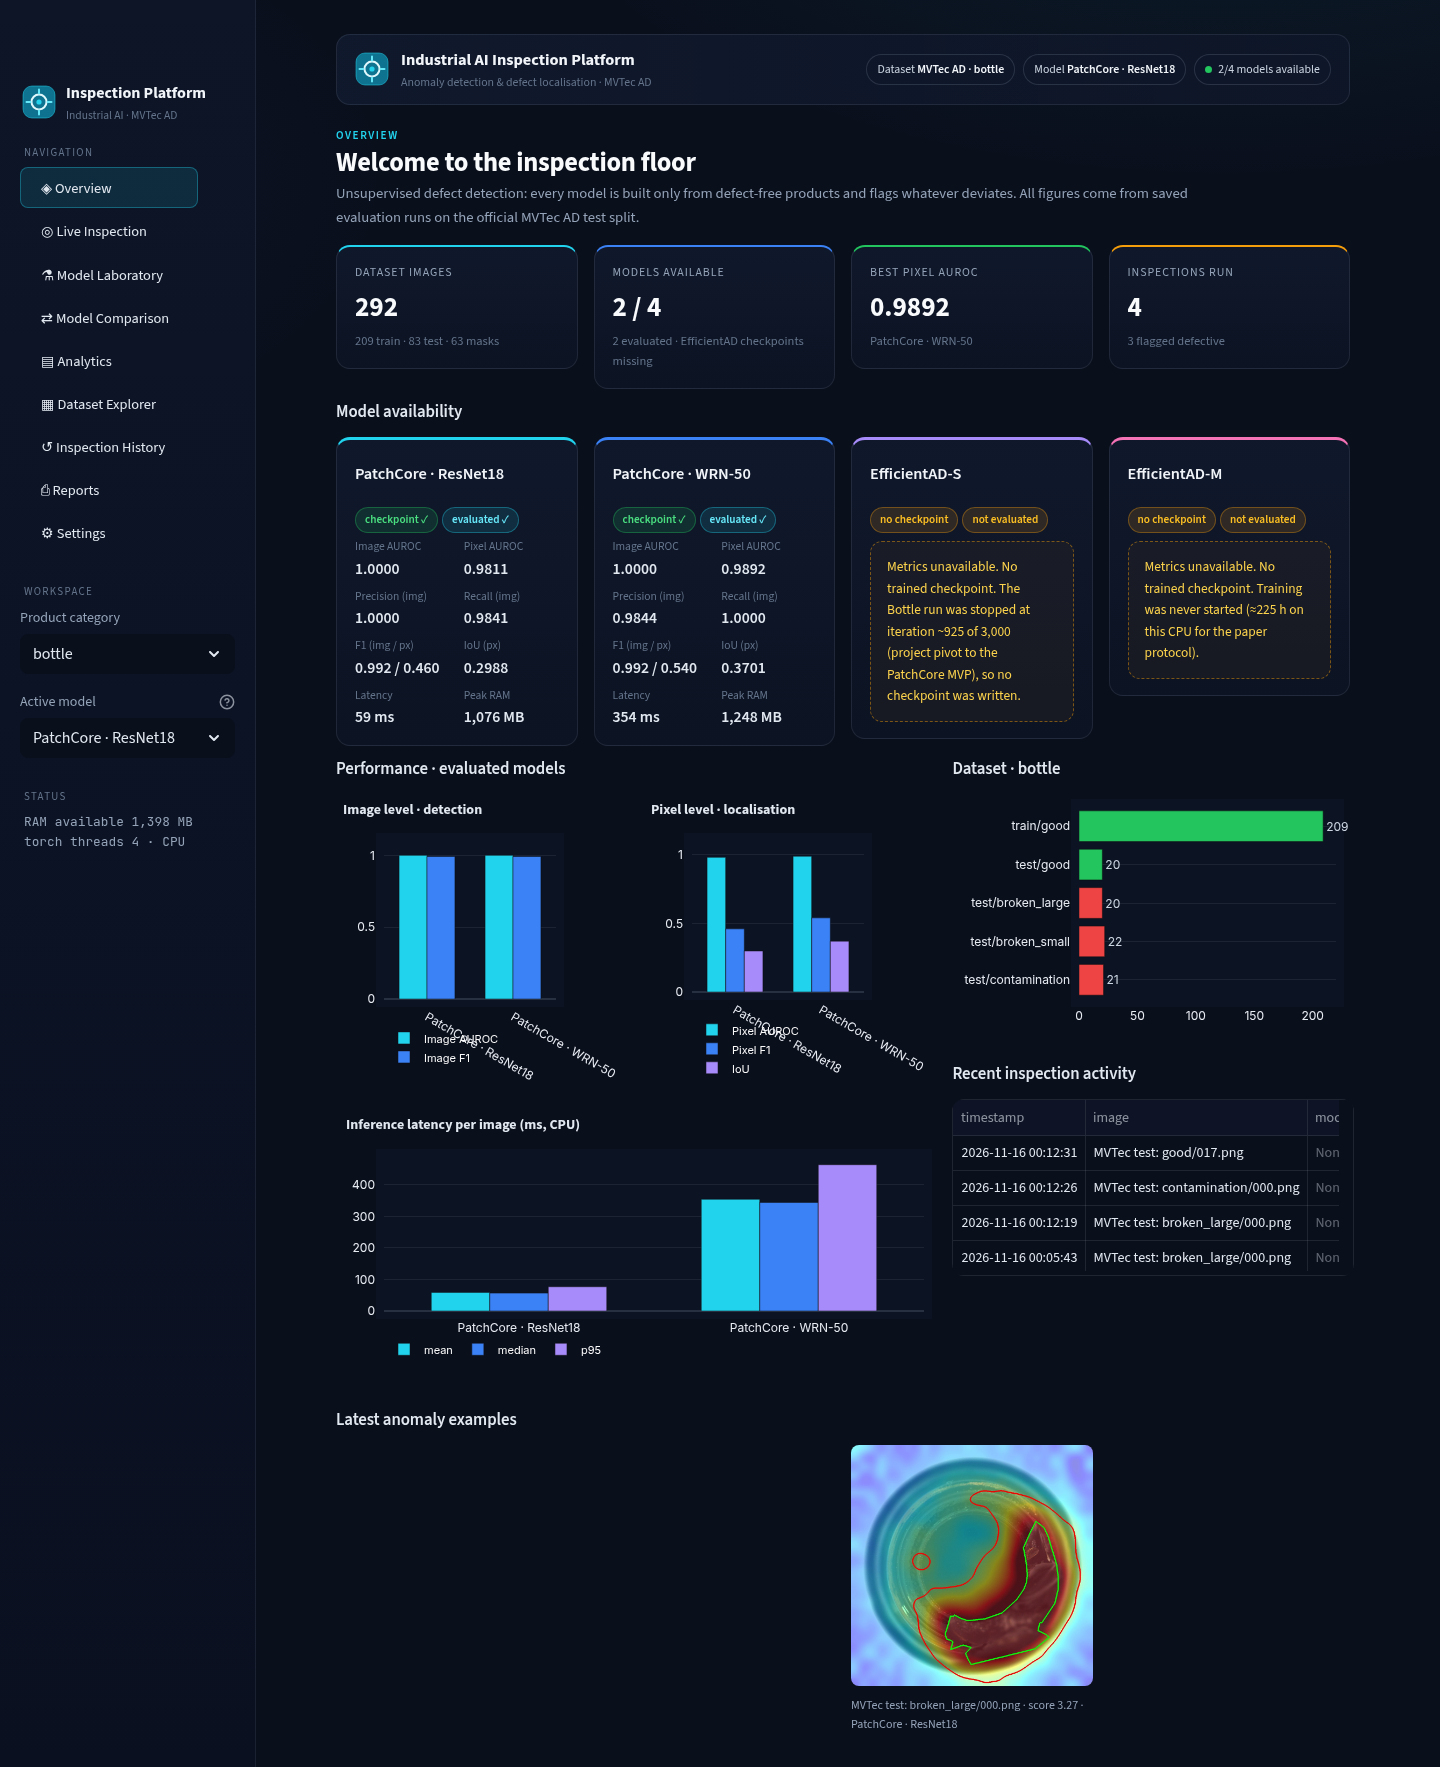 Inspection Platform
Industrial AI · MVTec AD
NAVIGATION
◈ Overview
◎ Live Inspection
⚗ Model Laboratory
⇄ Model Comparison
▤ Analytics
▦ Dataset Explorer
↺ Inspection History
⎙ Reports
⚙ Settings
WORKSPACE
Product category
bottle
Active model
PatchCore · ResNet18
STATUS
RAM available 1,398 MB
torch threads 4 · CPU
Industrial AI Inspection Platform
Anomaly detection & defect localisation · MVTec AD
Dataset MVTec AD · bottle
Model PatchCore · ResNet18
2/4 models available
OVERVIEW
Welcome to the inspection floor
Unsupervised defect detection: every model is built only from defect-free products and flags whatever deviates. All figures come from saved
evaluation runs on the official MVTec AD test split.
DATASET IMAGES
292
209 train · 83 test · 63 masks
MODELS AVAILABLE
2 / 4
2 evaluated · EfficientAD checkpoints
missing
BEST PIXEL AUROC
0.9892
PatchCore · WRN-50
INSPECTIONS RUN
4
3 flagged defective
Model availability
PatchCore · ResNet18
checkpoint ✓ evaluated ✓
Image AUROC Pixel AUROC
1.0000 0.9811
Precision (img) Recall (img)
1.0000 0.9841
F1 (img / px) IoU (px)
0.992 / 0.460 0.2988
Latency Peak RAM
59 ms 1,076 MB
PatchCore · WRN-50
checkpoint ✓ evaluated ✓
Image AUROC Pixel AUROC
1.0000 0.9892
Precision (img) Recall (img)
0.9844 1.0000
F1 (img / px) IoU (px)
0.992 / 0.540 0.3701
Latency Peak RAM
354 ms 1,248 MB
EfficientAD-S
no checkpoint not evaluated
Metrics unavailable. No
trained checkpoint. The
Bottle run was stopped at
iteration ~925 of 3,000
(project pivot to the
PatchCore MVP), so no
checkpoint was written.
EfficientAD-M
no checkpoint not evaluated
Metrics unavailable. No
trained checkpoint. Training
was never started (≈225 h on
this CPU for the paper
protocol).
Performance · evaluated models
Image level · detection
1
0.5
0
PatchCore · ResNet18
PatchCore · WRN-50
Image AUROC
Image F1
Pixel level · localisation
1
0.5
0
PatchCore · ResNet18
PatchCore · WRN-50
Pixel AUROC
Pixel F1
IoU
Inference latency per image (ms, CPU)
400
300
200
100
0
PatchCore · ResNet18
PatchCore · WRN-50
mean median p95
Dataset · bottle
train/good 209
test/good 20
test/broken_large 20
test/broken_small 22
test/contamination 21
0 50 100 150 200
Recent inspection activity
timestamp image moc
2026-11-16 00:12:31 MVTec test: good/017.png Non
2026-11-16 00:12:26 MVTec test: contamination/000.png Non
2026-11-16 00:12:19 MVTec test: broken_large/000.png Non
2026-11-16 00:05:43 MVTec test: broken_large/000.png Non
Latest anomaly examples
MVTec test: broken_large/000.png · score 3.27 ·
PatchCore · ResNet18